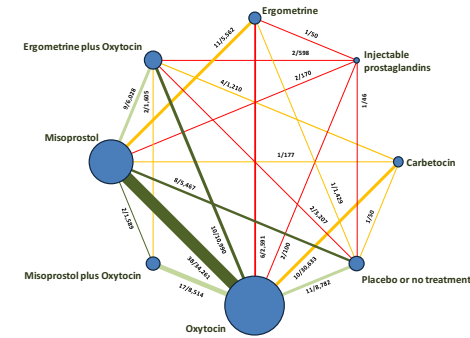 Ergometrine
1/50
11/5,562
Ergometrine plus Oxytocin
2/598
Injectable
prostaglandins
4/1,210
2/170
9/6,028
2/1,605
1/46
Misoprostol
1/177
Carbetocin
8/5,467
1/1,429
1/50
2/1,589
2/3,207
10/10,990
6/2,591
2/100
38/34,261
10/30,633
Misoprostol plus Oxytocin
17/8,514
11/8,782
Placebo or no treatment
Oxytocin